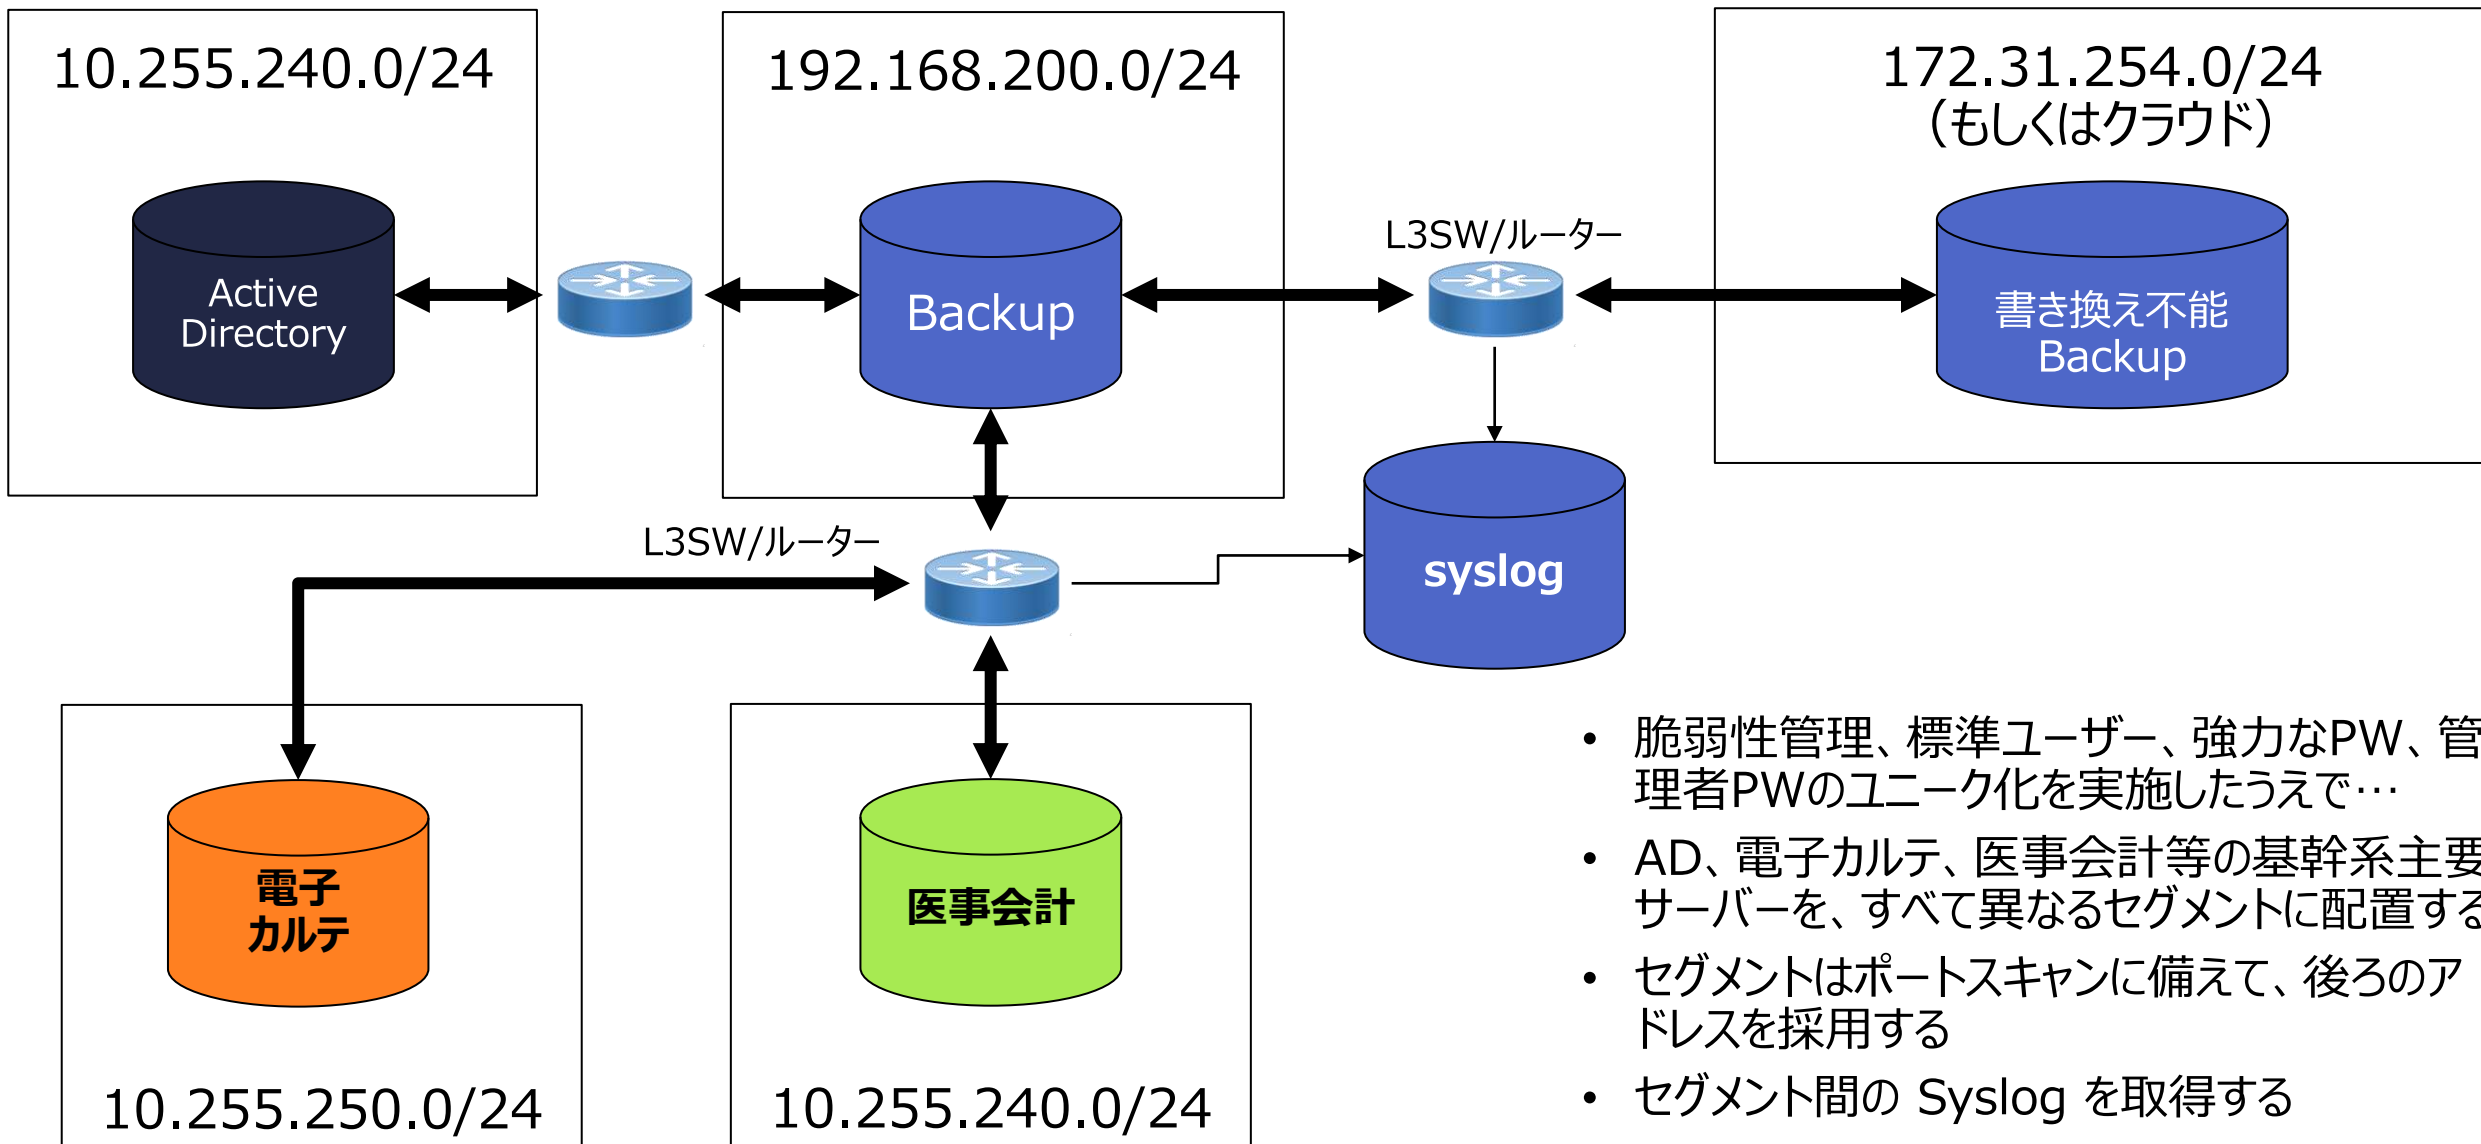 10.255.240.0/24
192.168.200.0/24
172.31.254.0/24
（もしくはクラウド）
Active
Directory
Backup
L3SW/ルーター
書き換え不能
Backup
L3SW/ルーター
syslog
電子
カルテ
医事会計
10.255.250.0/24
10.255.240.0/24
• 脆弱性管理、標準ユーザー、強力なPW、管
理者PWのユニーク化を実施したうえで…
• AD、電子カルテ、医事会計等の基幹系主要
サーバーを、すべて異なるセグメントに配置する
• セグメントはポートスキャンに備えて、後ろのア
ドレスを採用する
• セグメント間の Syslog を取得する